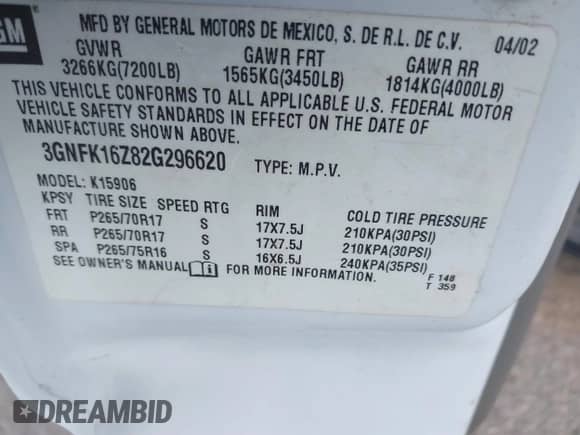 GM
MFD BY GENERAL MOTORS DE MEXICO, S. DE R.L. DE C.V. 04/02
GVWR GAWR FRT GAWR RR
3266KG(7200LB) 1565KG(3450LB) 1814KG(4000LB)
THIS VEHICLE CONFORMS TO ALL APPLICABLE U.S. FEDERAL MOTOR
VEHICLE SAFETY STANDARDS IN EFFECT ON THE DATE OF
MANUFACTURE SHOWN ABOVE.
3GNFK16Z82G296620 TYPE: M.P.V.
MODEL: K15906
KPSY TIRE SIZE SPEED RTG RIM COLD TIRE PRESSURE
FRT P265/70R17 S 17X7.5J 210KPA(30PSI)
RR P265/70R17 S 17X7.5J 210KPA(30PSI)
SPA P265/75R16 S 16X6.5J 240KPA(35PSI)
SEE OWNER'S MANUAL FOR MORE INFORMATION.
F 148
T 359
DREAMBID